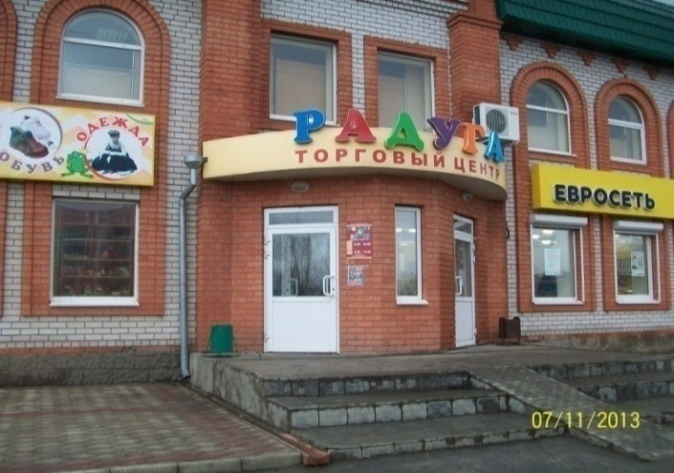 РАДУГА
ТОРГОВЫЙ ЦЕНТР
ОБУВЬ
ОДЕЖДА
ЕВРОСЕТЬ
07/11/2013